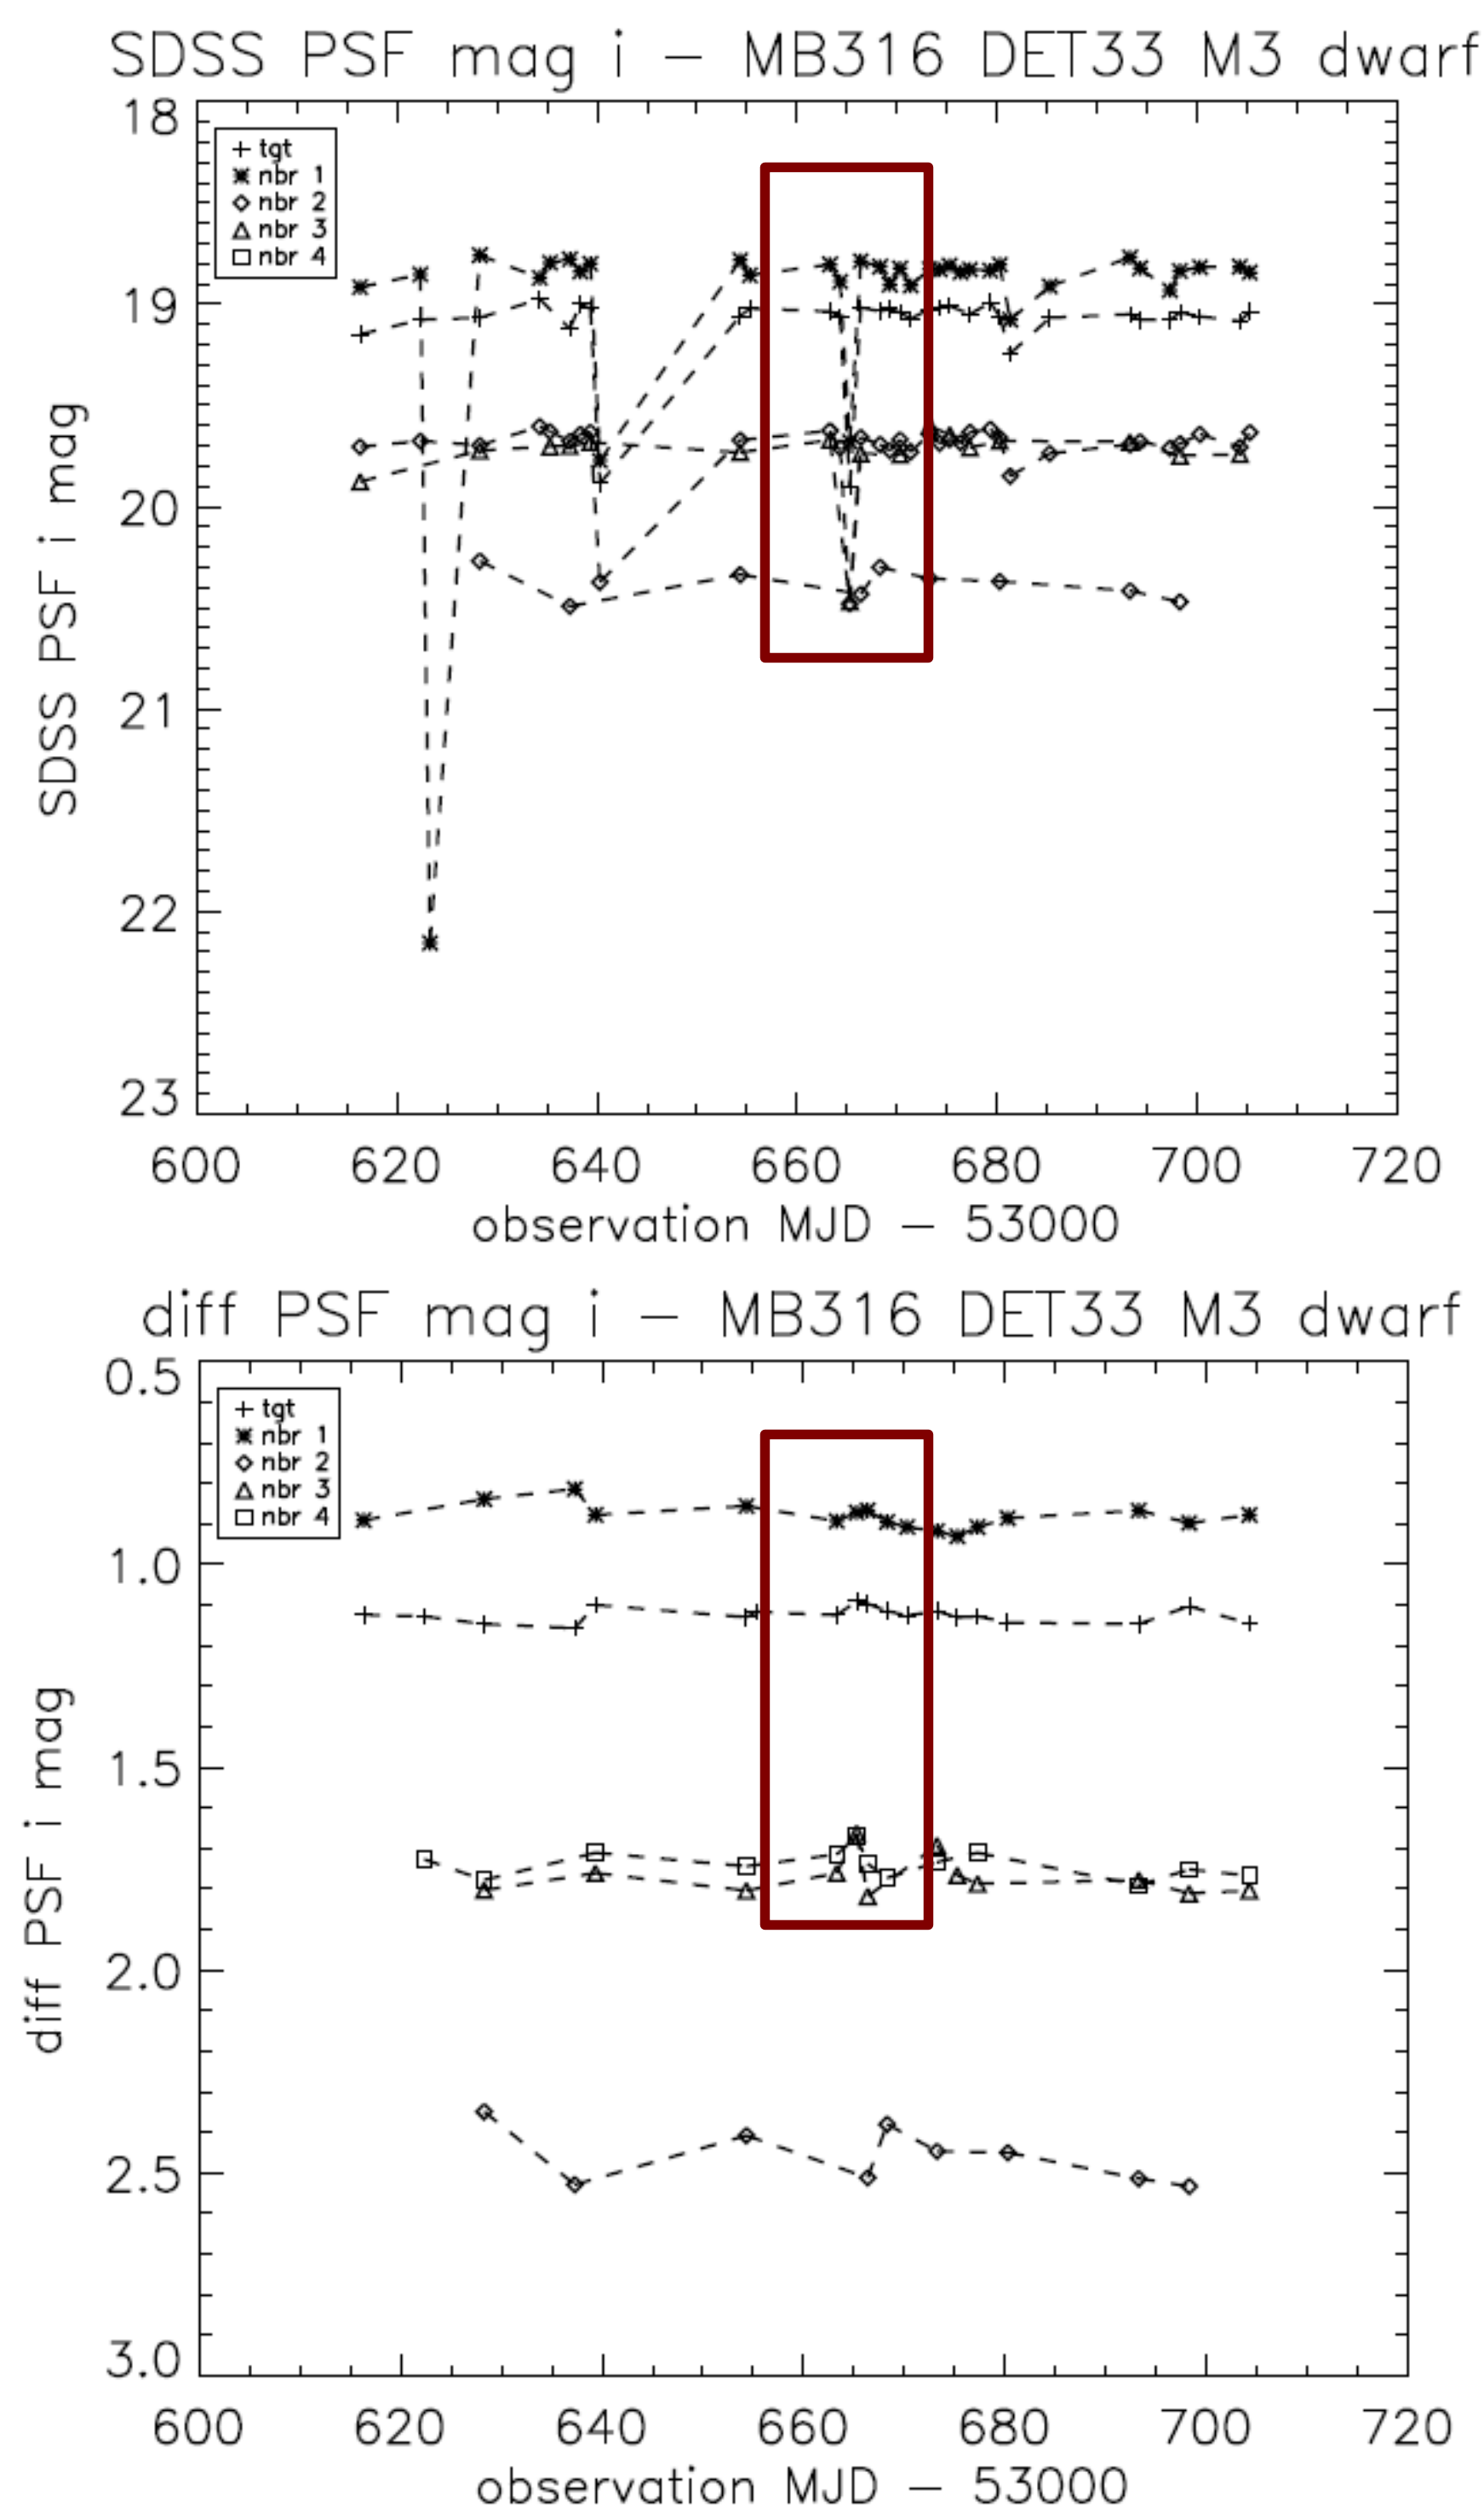 SDSS PSF mag i – MB316 DET33 M3 dwarf
18
tgt
nbr 1
nbr 2
nbr 3
nbr 4
19
20
21
22
23
SDSS PSF i mag
600 620 640 660 680 700 720
observation MJD – 53000
diff PSF mag i – MB316 DET33 M3 dwarf
0.5
tgt
nbr 1
nbr 2
nbr 3
nbr 4
1.0
1.5
2.0
2.5
3.0
diff PSF i mag
600 620 640 660 680 700 720
observation MJD – 53000